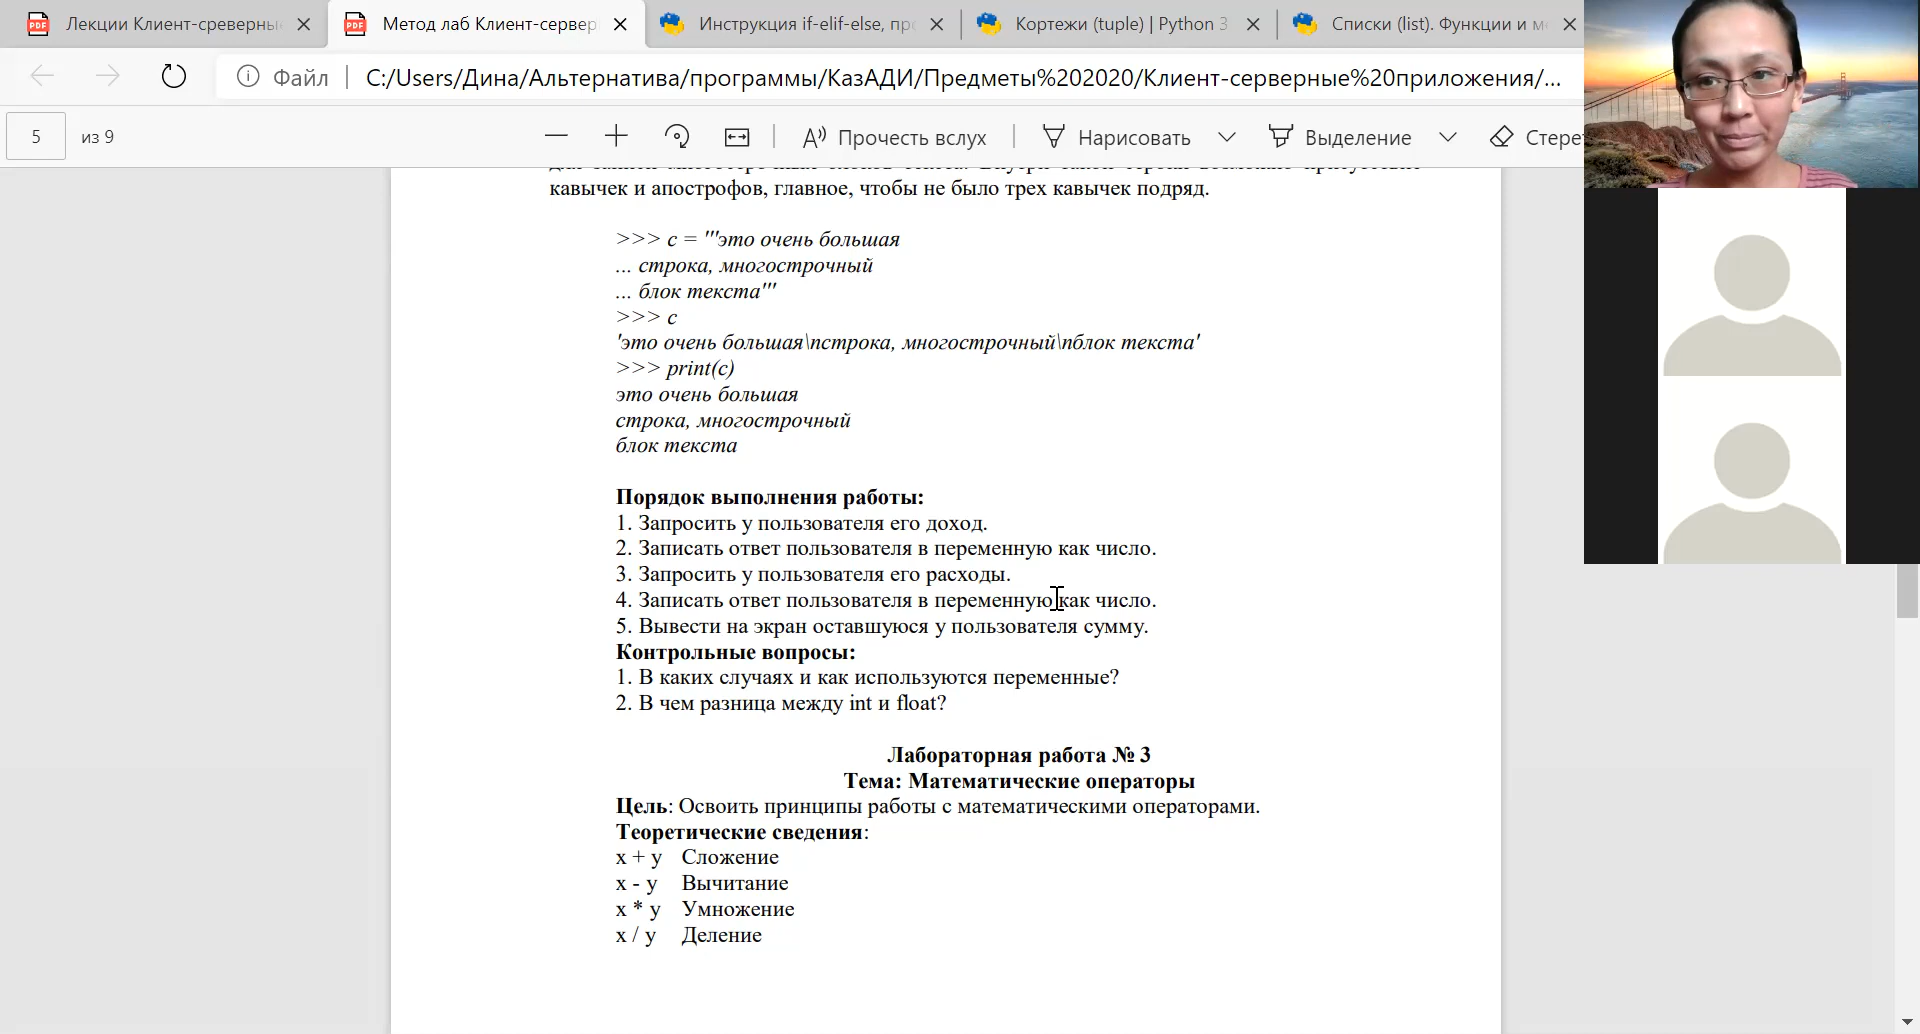 Лекции Клиент-среверны
Метод лаб Клиент-сервер
Инструкция if-elif-else, пр
Кортежи (tuple) | Python 3
Списки (list). Функции и м
Файл
C:/Users/Дина/Альтернатива/программы/КазАДИ/Предметы%202020/Клиент-серверные%20приложения/...
5 из 9
Прочесть вслух
Нарисовать
Выделение
Стере
кавычек и апострофов, главное, чтобы не было трех кавычек подряд.
>>> c = '''это очень большая
... строка, многострочный
... блок текста'''
>>> c
'это очень большая\nстрока, многострочный\nблок текста'
>>> print(c)
это очень большая
строка, многострочный
блок текста
Порядок выполнения работы:
1. Запросить у пользователя его доход.
2. Записать ответ пользователя в переменную как число.
3. Запросить у пользователя его расходы.
4. Записать ответ пользователя в переменную как число.
5. Вывести на экран оставшуюся у пользователя сумму.
Контрольные вопросы:
1. В каких случаях и как используются переменные?
2. В чем разница между int и float?
Лабораторная работа № 3
Тема: Математические операторы
Цель: Освоить принципы работы с математическими операторами.
Теоретические сведения:
x + y Сложение
x - y Вычитание
x * y Умножение
x / y Деление